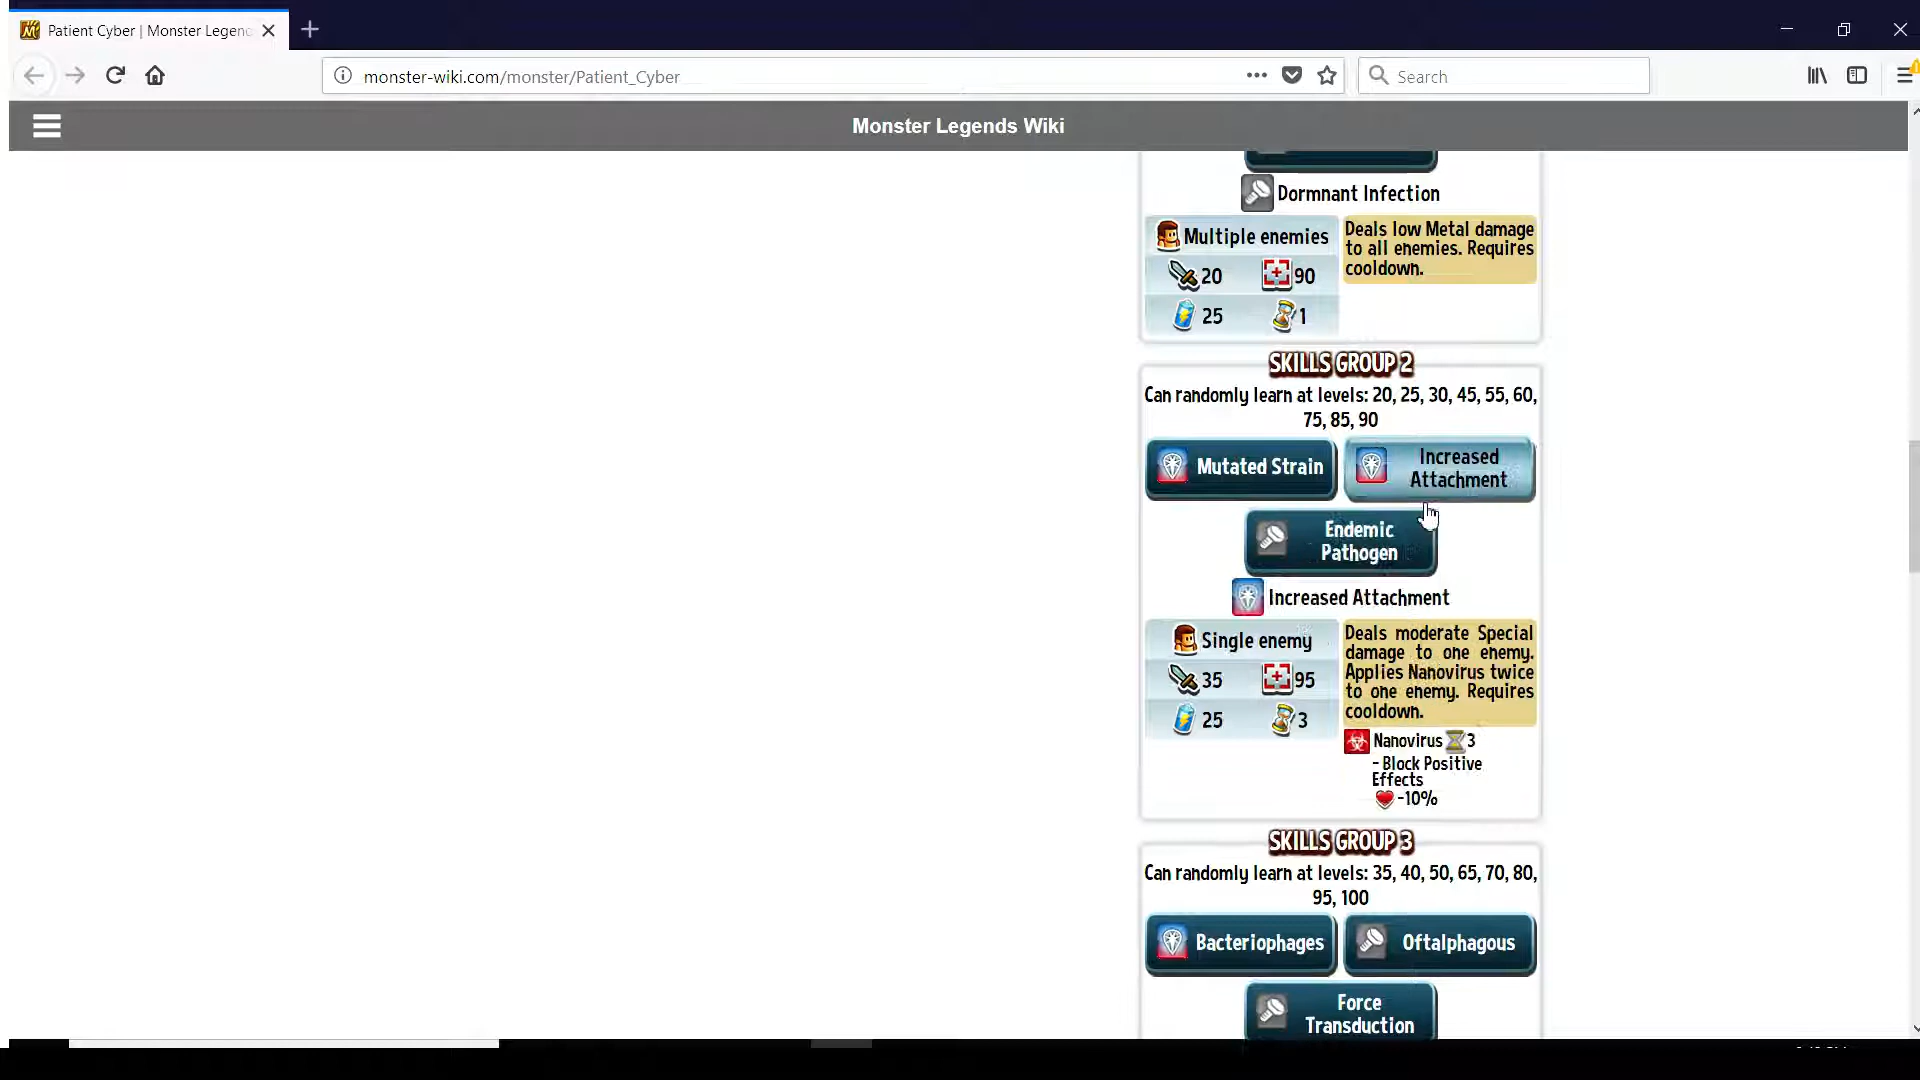 Patient Cyber | Monster Legenc
monster-wiki.com/monster/Patient_Cyber
Search
Monster Legends Wiki
Dormnant Infection
Multiple enemies
20
90
25
1
Deals low Metal damage
to all enemies. Requires
cooldown.
SKILLS GROUP 2
Can randomly learn at levels: 20, 25, 30, 45, 55, 60,
75, 85, 90
Mutated Strain
Increased
Attachment
Endemic
Pathogen
Increased Attachment
Single enemy
35
95
25
3
Deals moderate Special
damage to one enemy.
Applies Nanovirus twice
to one enemy. Requires
cooldown.
Nanovirus 3
- Block Positive
Effects
-10%
SKILLS GROUP 3
Can randomly learn at levels: 35, 40, 50, 65, 70, 80,
95, 100
Bacteriophages
Oftalphagous
Force
Transduction